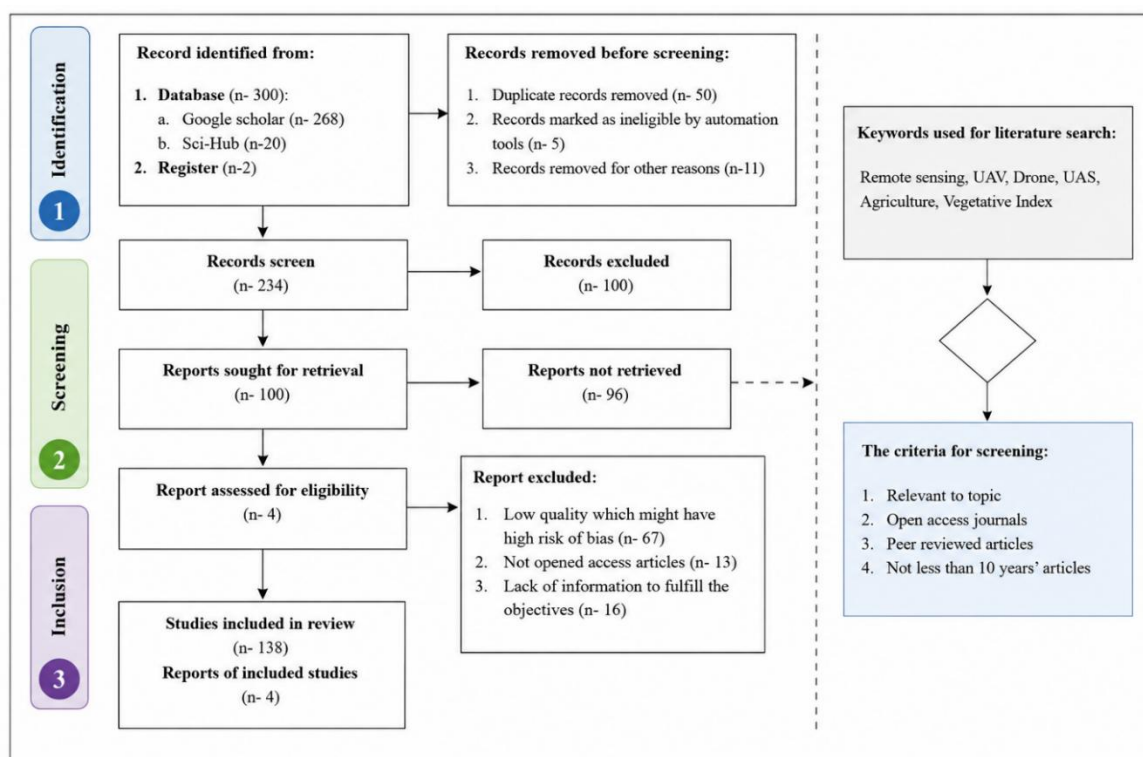 Identification
1
Record identified from:
1. Database (n- 300):
a. Google scholar (n- 268)
b. Sci-Hub (n-20)
2. Register (n-2)
Records removed before screening:
1. Duplicate records removed (n- 50)
2. Records marked as ineligible by automation
tools (n- 5)
3. Records removed for other reasons (n-11)
Screening
2
Records screen
(n- 234)
Records excluded
(n- 100)
Reports sought for retrieval
(n- 100)
Reports not retrieved
(n- 96)
Report assessed for eligibility
(n- 4)
Report excluded:
1. Low quality which might have
high risk of bias (n- 67)
2. Not opened access articles (n- 13)
3. Lack of information to fulfill the
objectives (n- 16)
Inclusion
3
Studies included in review
(n- 138)
Reports of included studies
(n- 4)
Keywords used for literature search:
Remote sensing, UAV, Drone, UAS,
Agriculture, Vegetative Index
The criteria for screening:
1. Relevant to topic
2. Open access journals
3. Peer reviewed articles
4. Not less than 10 years’ articles